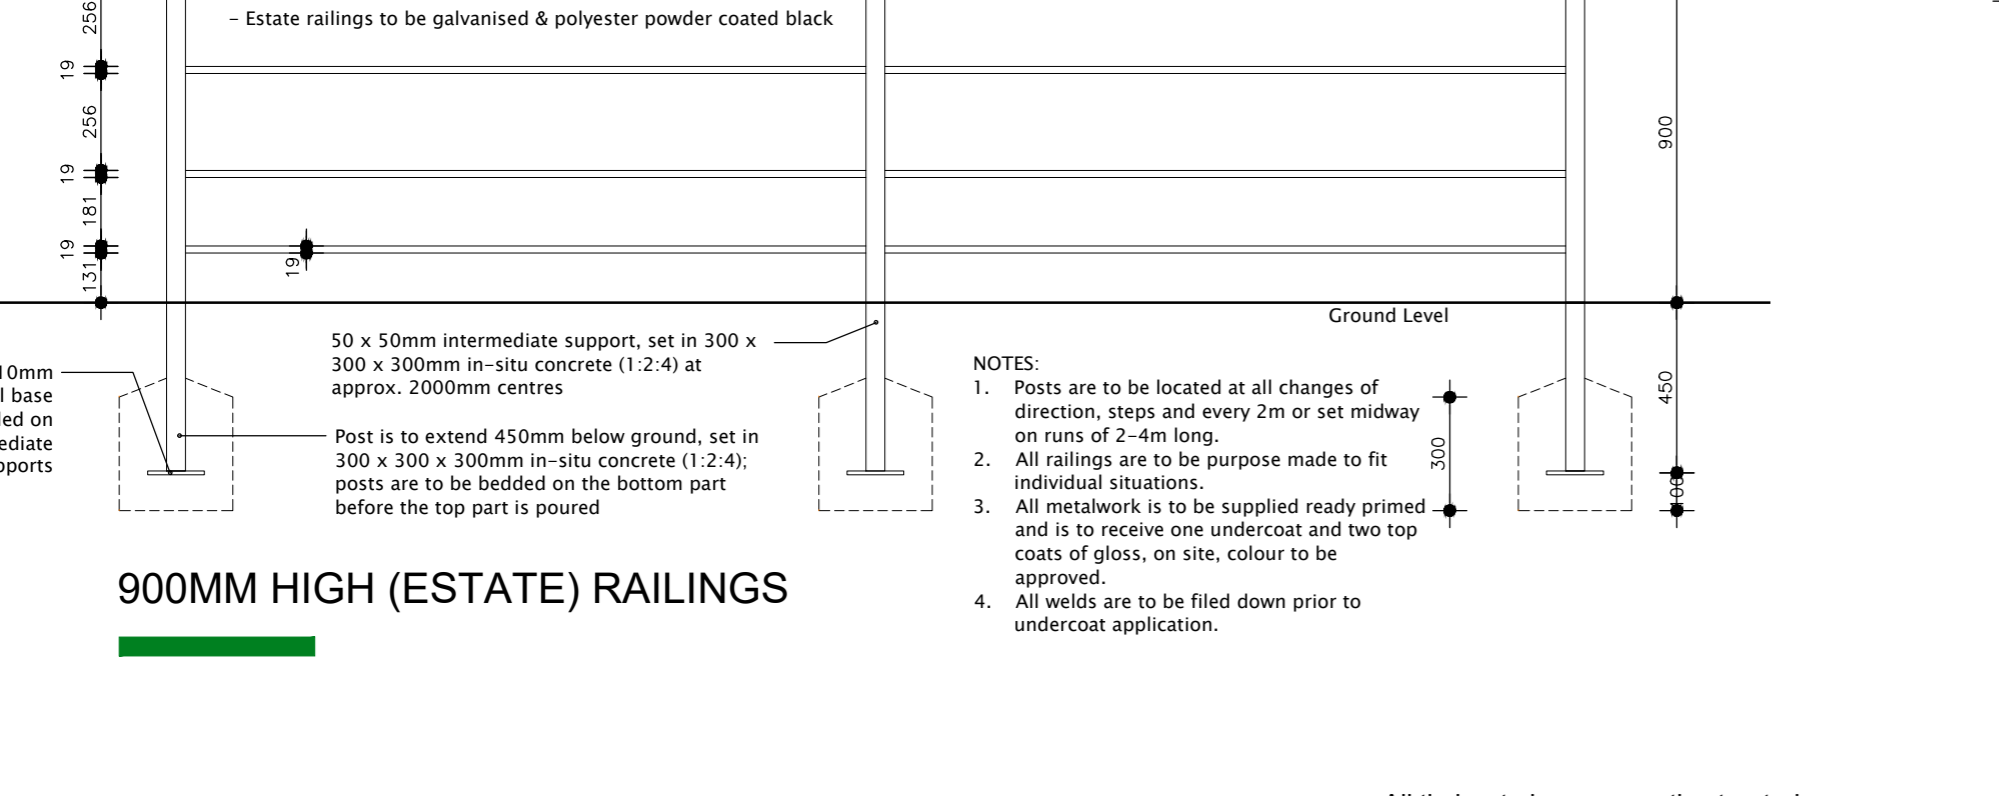 - Estate railings to be galvanised & polyester powder coated black
256
19
256
19
181
19
131
19
900
Ground Level
50 x 50mm intermediate support, set in 300 x
300 x 300mm in-situ concrete (1:2:4) at
approx. 2000mm centres
10mm
base
on
Post is to extend 450mm below ground, set in
300 x 300 x 300mm in-situ concrete (1:2:4);
posts are to be bedded on the bottom part
before the top part is poured
NOTES:
1. Posts are to be located at all changes of
direction, steps and every 2m or set midway
on runs of 2-4m long.
2. All railings are to be purpose made to fit
individual situations.
3. All metalwork is to be supplied ready primed
and is to receive one undercoat and two top
coats of gloss, on site, colour to be
approved.
4. All welds are to be filed down prior to
undercoat application.
300
450
100
900MM HIGH (ESTATE) RAILINGS